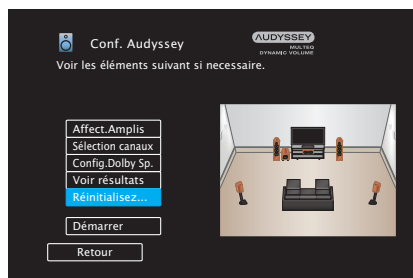 Conf. Audyssey
AUDYSSEY
MULTEQ
DYNAMIC VOLUME
Voir les éléments suivant si necessaire.
Affect.Amplis
Sélection canaux
Config.Dolby Sp.
Voir résultats
Réinitialisez...
Démarrer
Retour